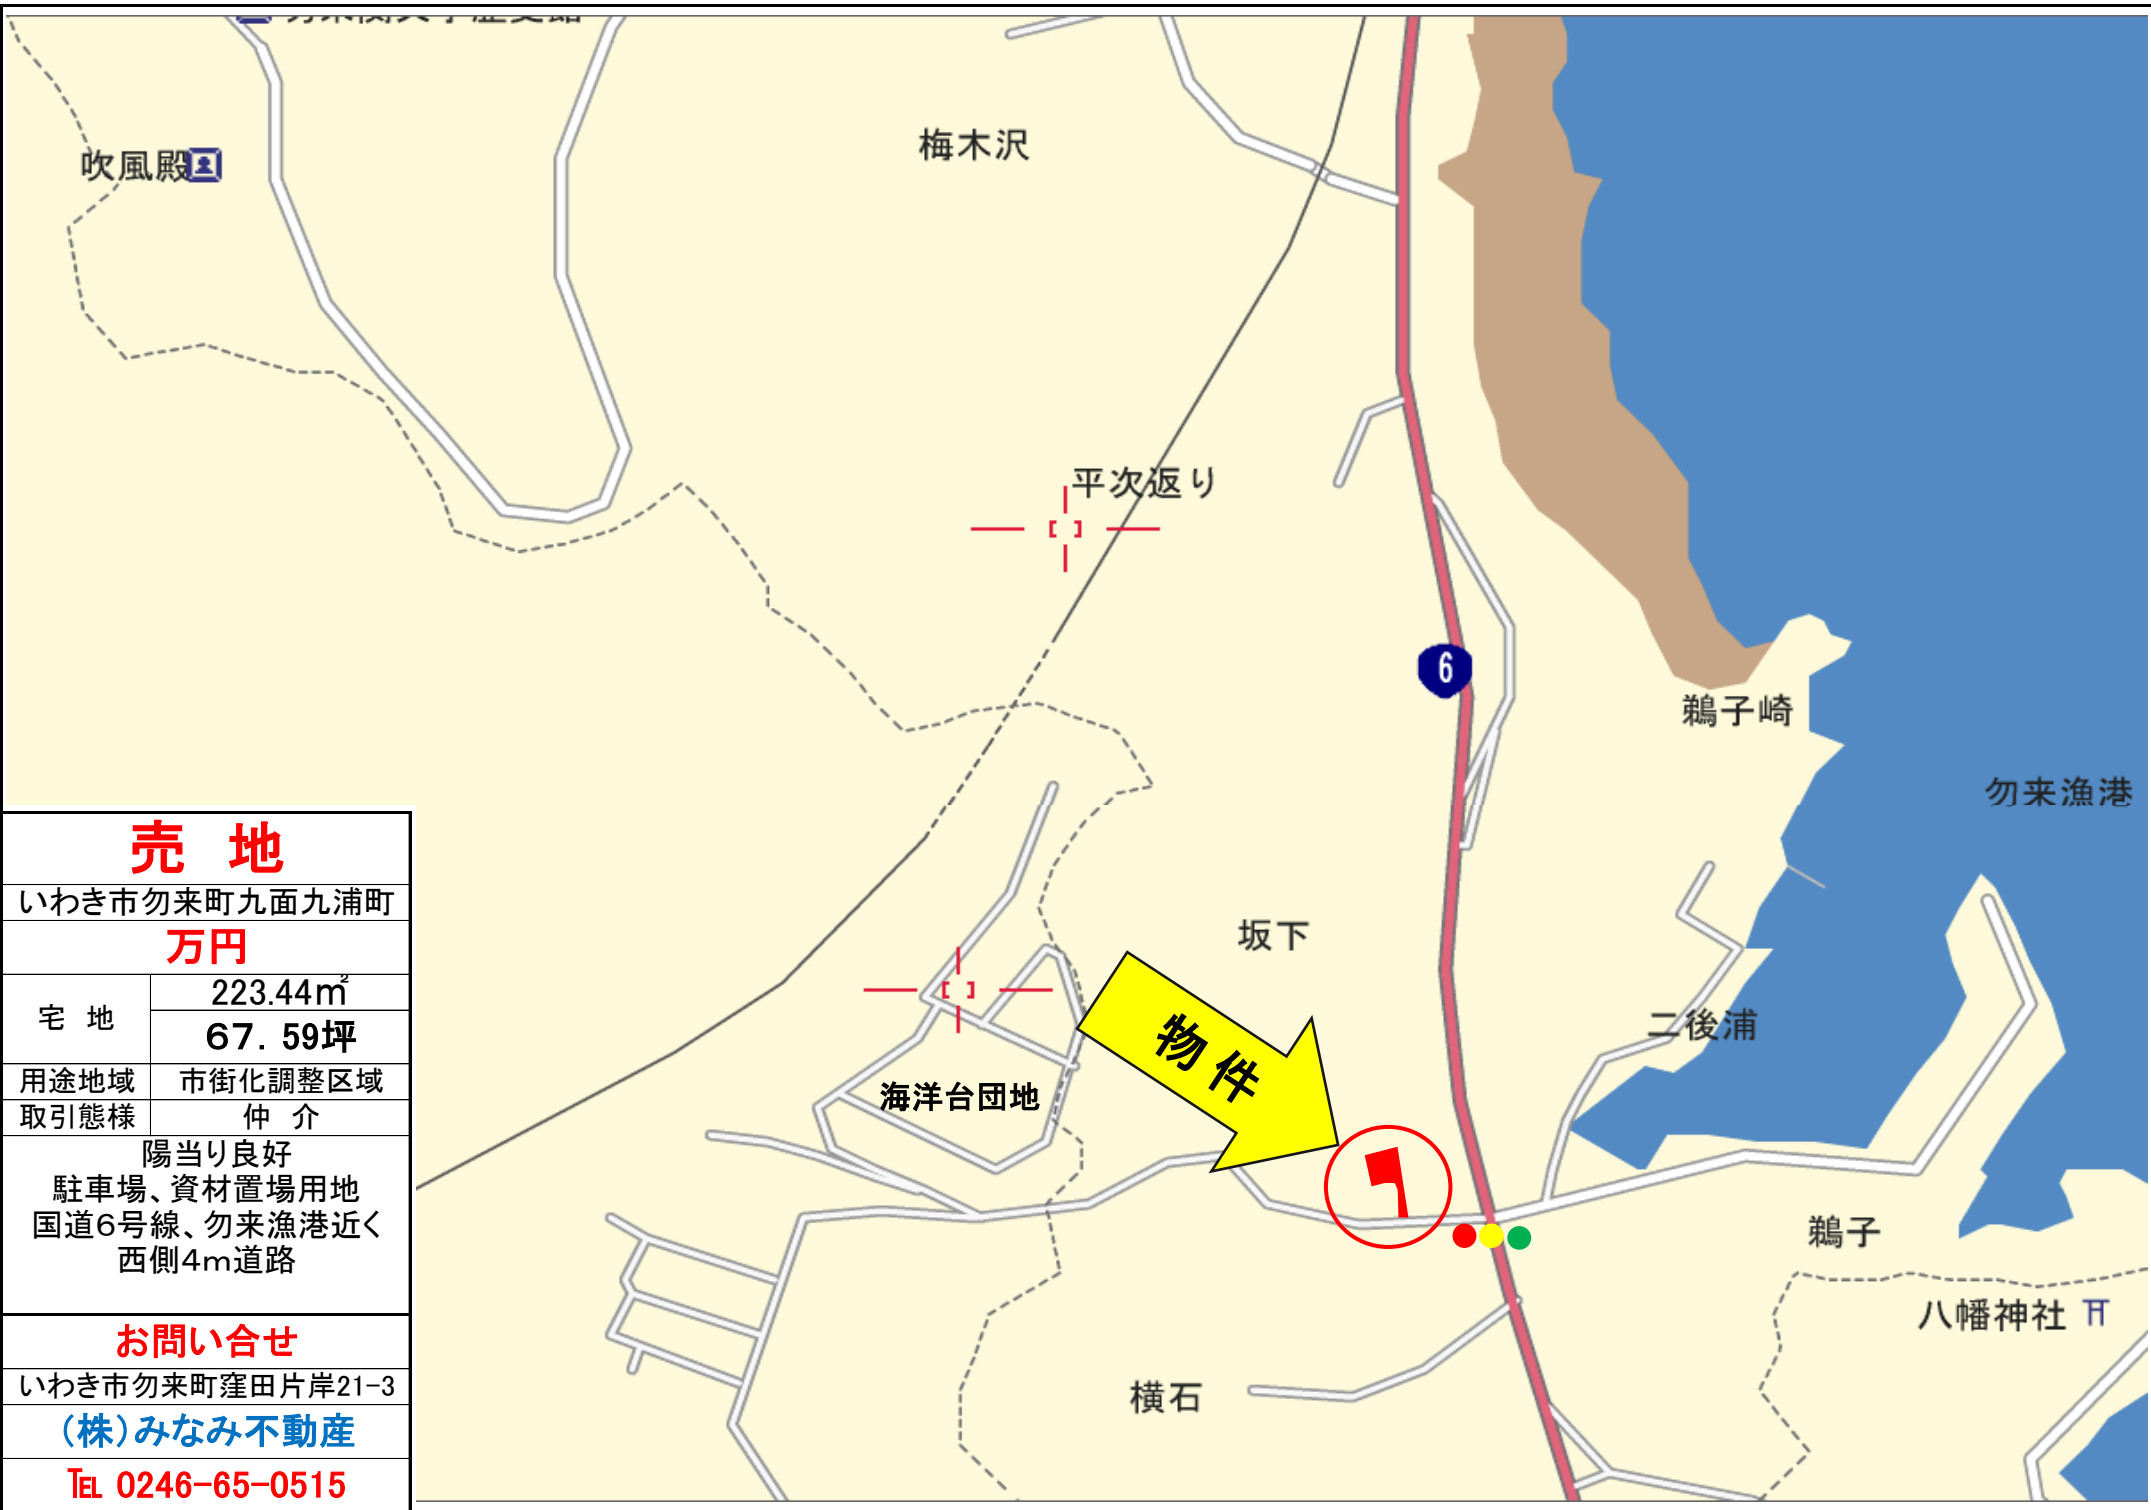 吹風殿
梅木沢
平次返り
6
鵜子崎
勿来漁港
坂下
二後浦
物件
海洋台団地
鵜子
八幡神社
横石
売 地
いわき市勿来町九面九浦町
万円
宅 地
223.44㎡
67. 59坪
用途地域 市街化調整区域
取引態様 仲 介
陽当り良好
駐車場、資材置場用地
国道6号線、勿来漁港近く
西側4m道路
お問い合せ
いわき市勿来町窪田片岸21-3
(株)みなみ不動産
℡ 0246-65-0515